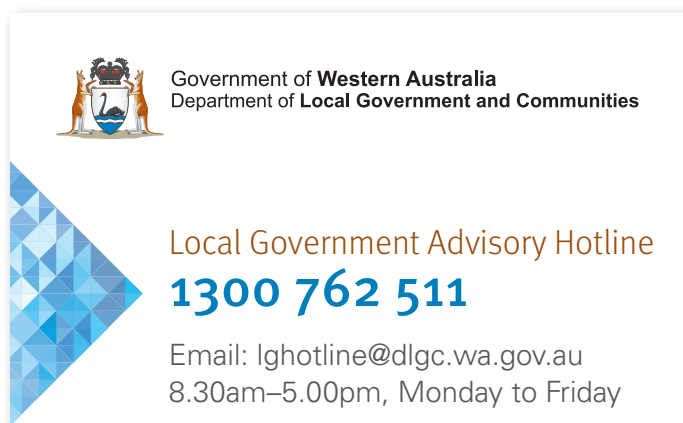 Government of Western Australia
Department of Local Government and Communities
Local Government Advisory Hotline
1300 762 511
Email: lghotline@dlgc.wa.gov.au
8.30am–5.00pm, Monday to Friday